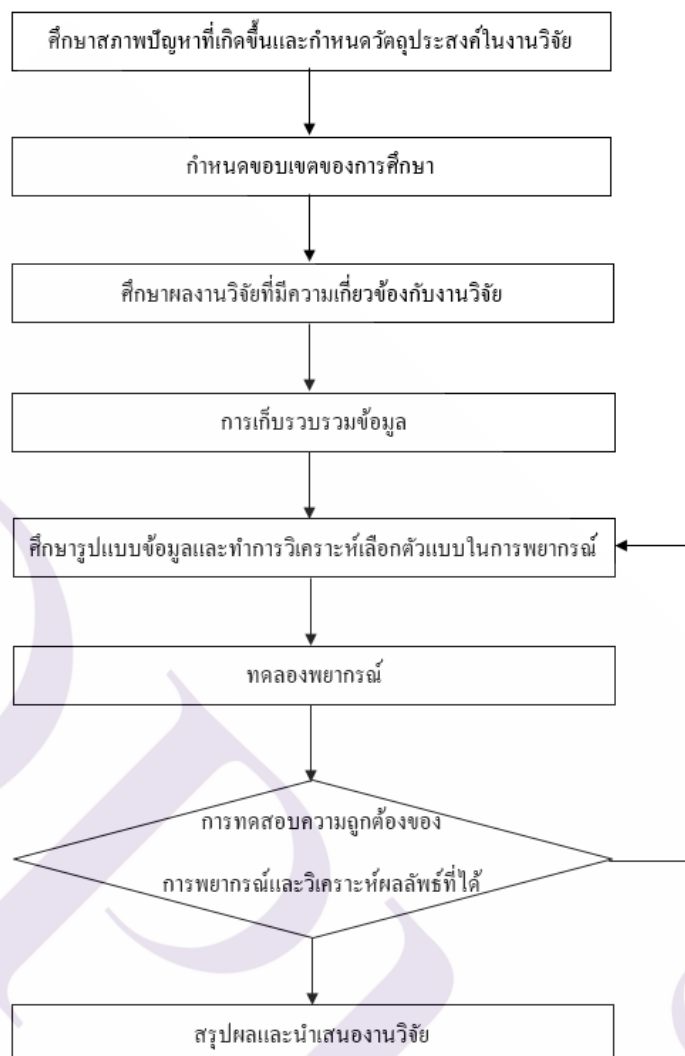 ศึกษาสภาพปัญหาที่เกิดขึ้นและกำหนดวัตถุประสงค์ในงานวิจัย
กำหนดขอบเขตของการศึกษา
ศึกษาผลงานวิจัยที่มีความเกี่ยวข้องกับงานวิจัย
การเก็บรวบรวมข้อมูล
ศึกษารูปแบบข้อมูลและทำการวิเคราะห์เลือกตัวแบบในการพยากรณ์
ทดลองพยากรณ์
การทดสอบความถูกต้องของ
การพยากรณ์และวิเคราะห์ผลลัพธ์ที่ได้
สรุปผลและนำเสนองานวิจัย